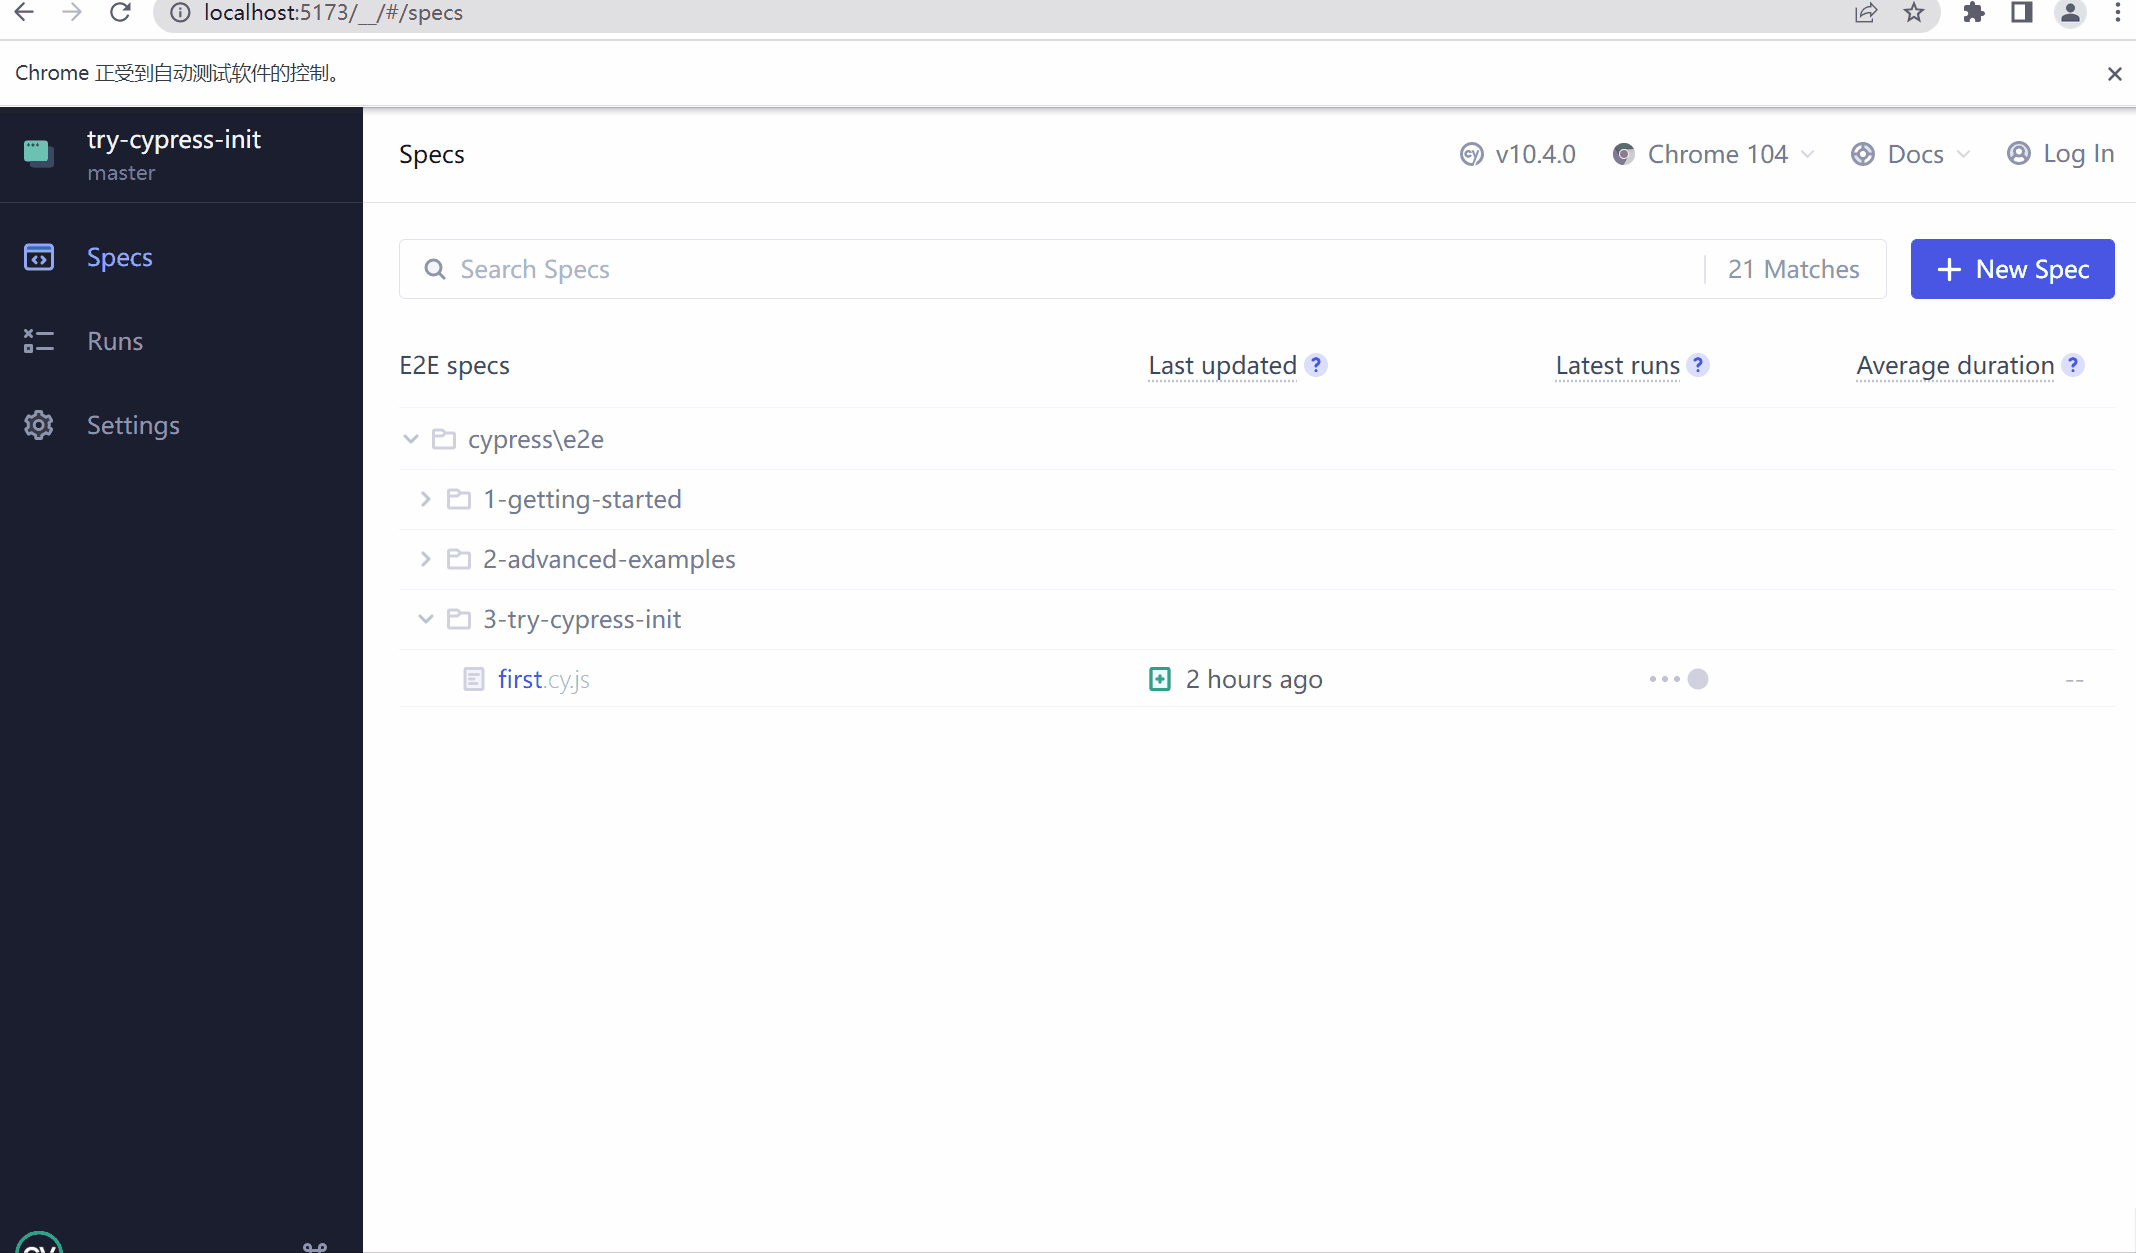 localhost:5173/__/#/specs
Chrome 正受到自动测试软件的控制。
try-cypress-init
master
Specs
Runs
Settings
Specs
v10.4.0
Chrome 104
Docs
Log In
Search Specs
21 Matches
New Spec
E2E specs
Last updated ?
Latest runs ?
Average duration ?
cypress\e2e
1-getting-started
2-advanced-examples
3-try-cypress-init
first.cy.js
2 hours ago
--